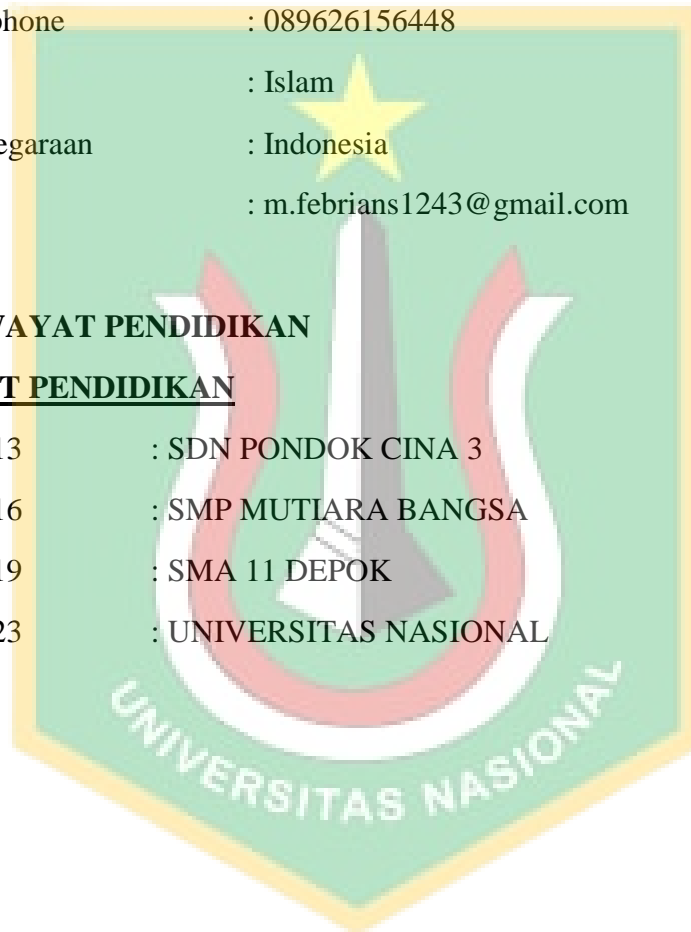 phone : 089626156448
: Islam
egaraan : Indonesia
: m.febrians1243@gmail.com
WAYAT PENDIDIKAN
T PENDIDIKAN
13 : SDN PONDOK CINA 3
16 : SMP MUTIARA BANGSA
19 : SMA 11 DEPOK
23 : UNIVERSITAS NASIONAL
UNIVERSITAS NASIONAL